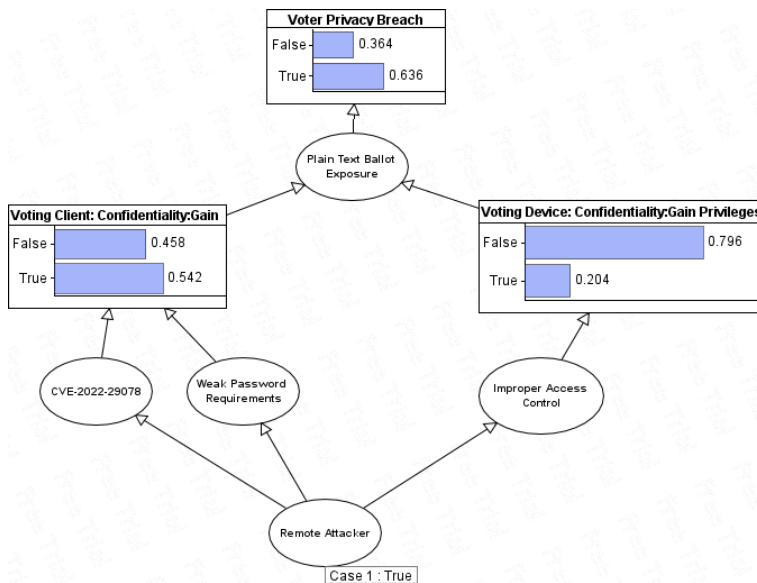 Voter Privacy Breach
False
0.364
True
0.636
Plain Text Ballot
Exposure
Voting Client: Confidentiality:Gain
False
0.458
True
0.542
Voting Device: Confidentiality:Gain Privileges
False
0.796
True
0.204
CVE-2022-29078
Weak Password
Requirements
Improper Access
Control
Remote Attacker
Case 1 : True
Free Trial